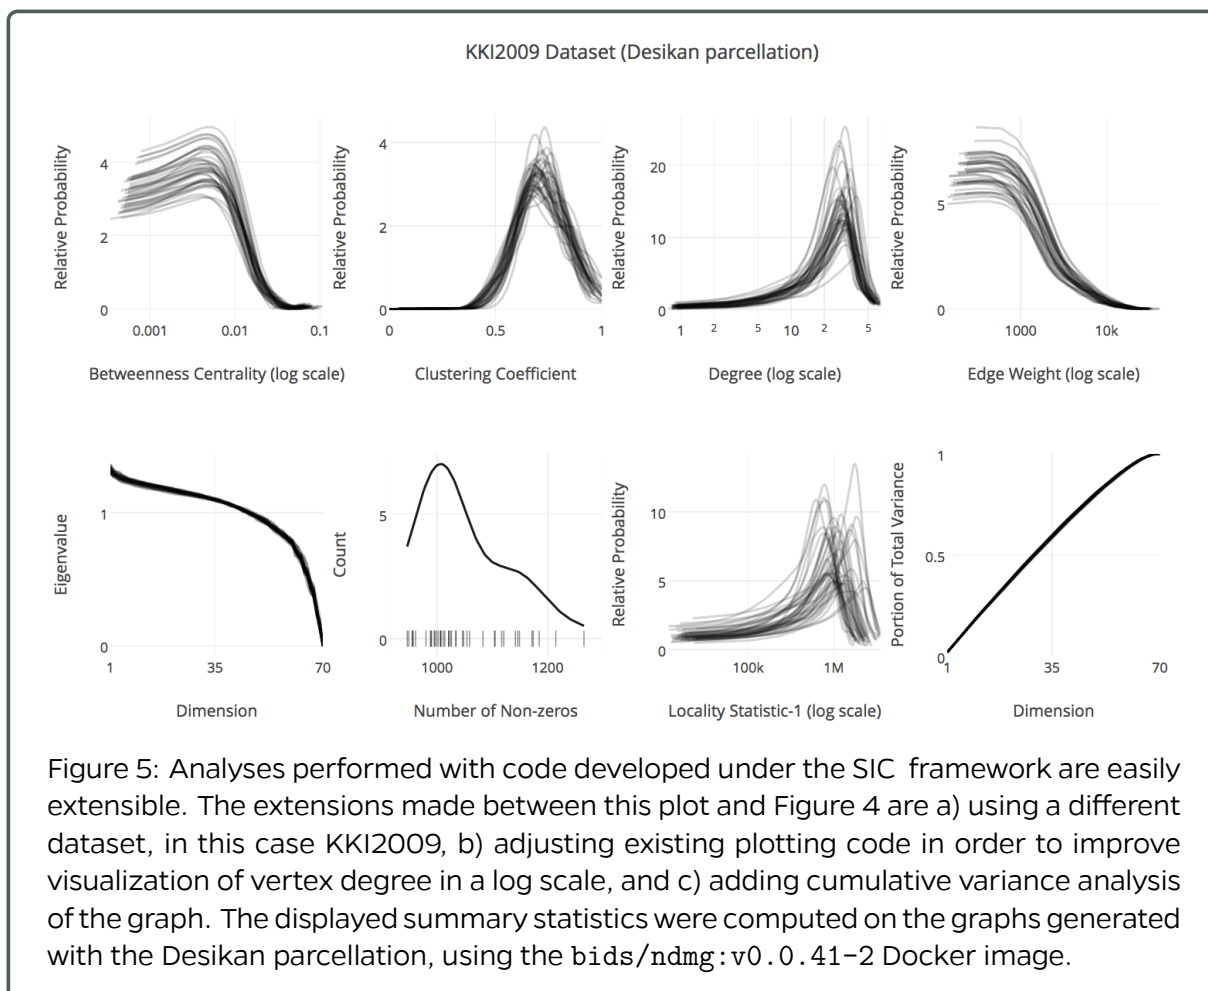 KKI2009 Dataset (Desikan parcellation)
Relative Probability
4
2
0
0.001
0.01
0.1
Betweenness Centrality (log scale)
Relative Probability
4
2
0
0
0.5
1
Clustering Coefficient
Relative Probability
20
10
0
1
2
5
10
2
5
Degree (log scale)
Relative Probability
5
0
1000
10k
Edge Weight (log scale)
Eigenvalue
1
0
1
35
70
Dimension
Count
5
0
1000
1200
Number of Non-zeros
Relative Probability
10
5
0
100k
1M
Locality Statistic-1 (log scale)
Portion of Total Variance
1
0.5
0
1
35
70
Dimension
Figure 5: Analyses performed with code developed under the SIC framework are easily
extensible. The extensions made between this plot and Figure 4 are a) using a different
dataset, in this case KKI2009, b) adjusting existing plotting code in order to improve
visualization of vertex degree in a log scale, and c) adding cumulative variance analysis
of the graph. The displayed summary statistics were computed on the graphs generated
with the Desikan parcellation, using the bids/ndmg:v0.0.41-2 Docker image.